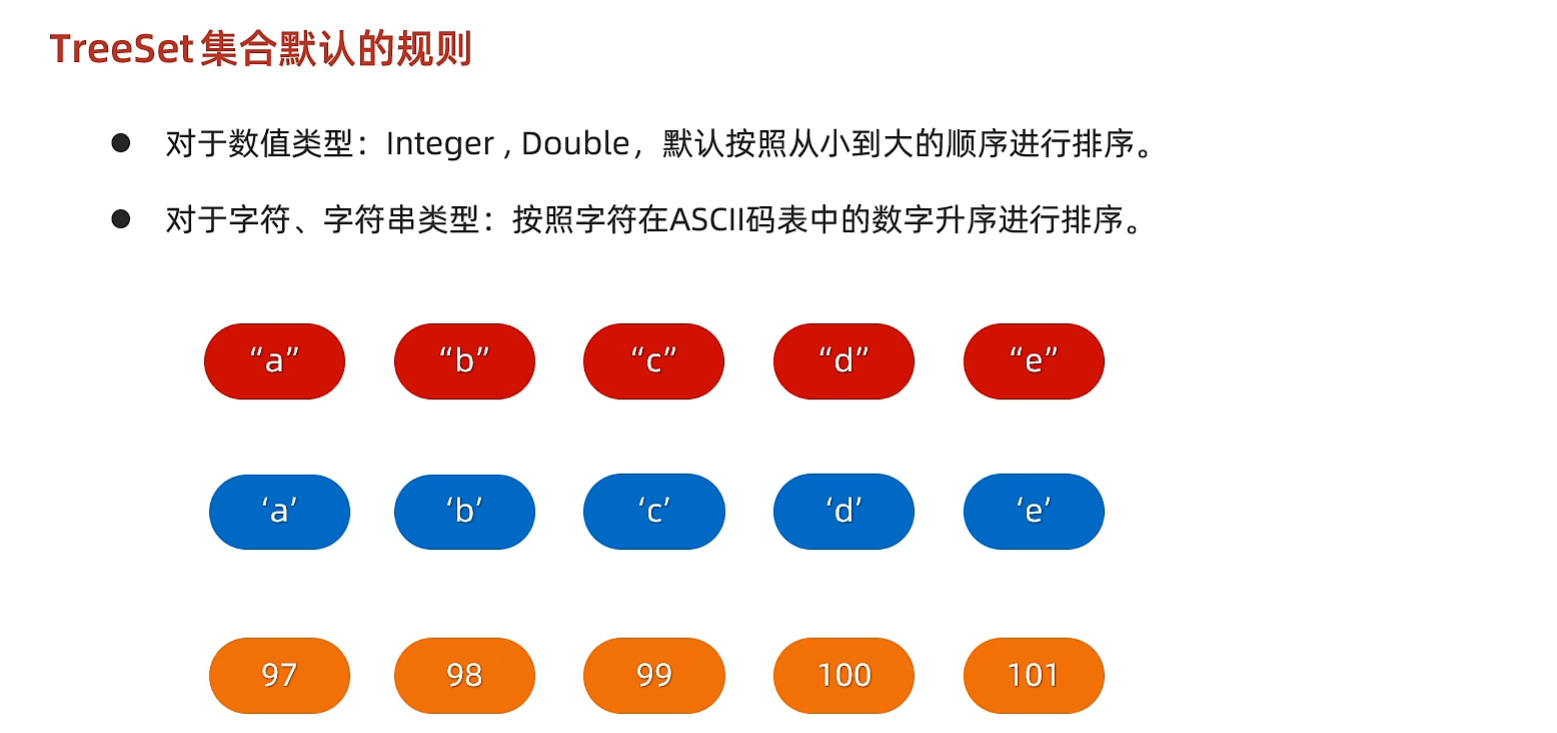 TreeSet 集合默认的规则
● 对于数值类型：Integer , Double，默认按照从小到大的顺序进行排序。
● 对于字符、字符串类型：按照字符在ASCII码表中的数字升序进行排序。
“a” “b” “c” “d” “e”
‘a’ ‘b’ ‘c’ ‘d’ ‘e’
97 98 99 100 101